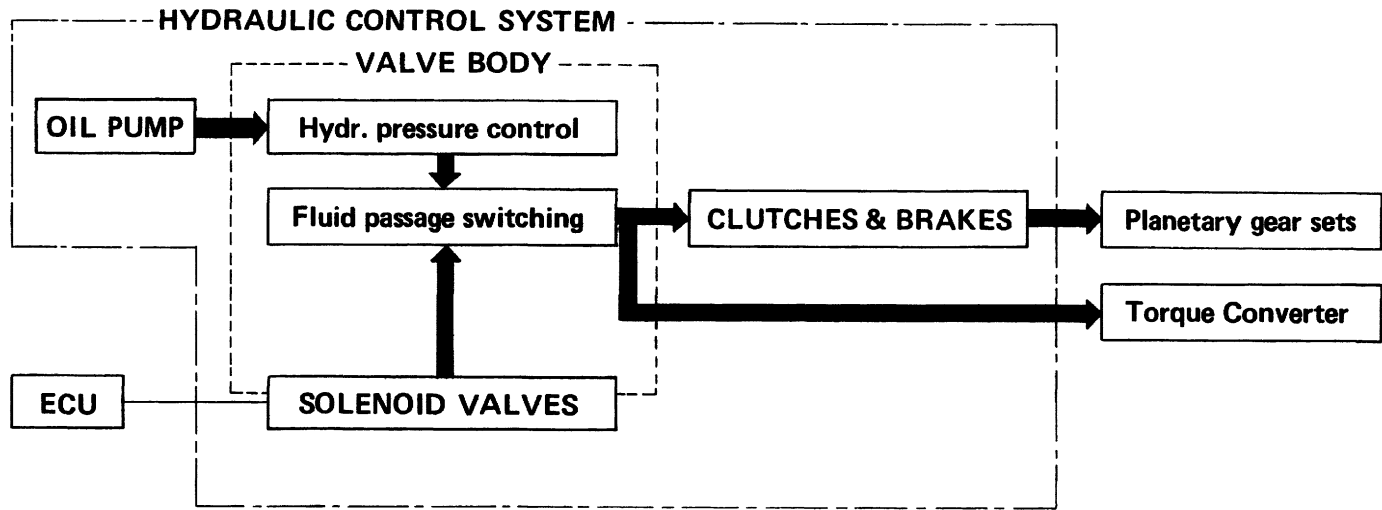 HYDRAULIC CONTROL SYSTEM
VALVE BODY
OIL PUMP
Hydr. pressure control
Fluid passage switching
CLUTCHES & BRAKES
Planetary gear sets
Torque Converter
ECU
SOLENOID VALVES